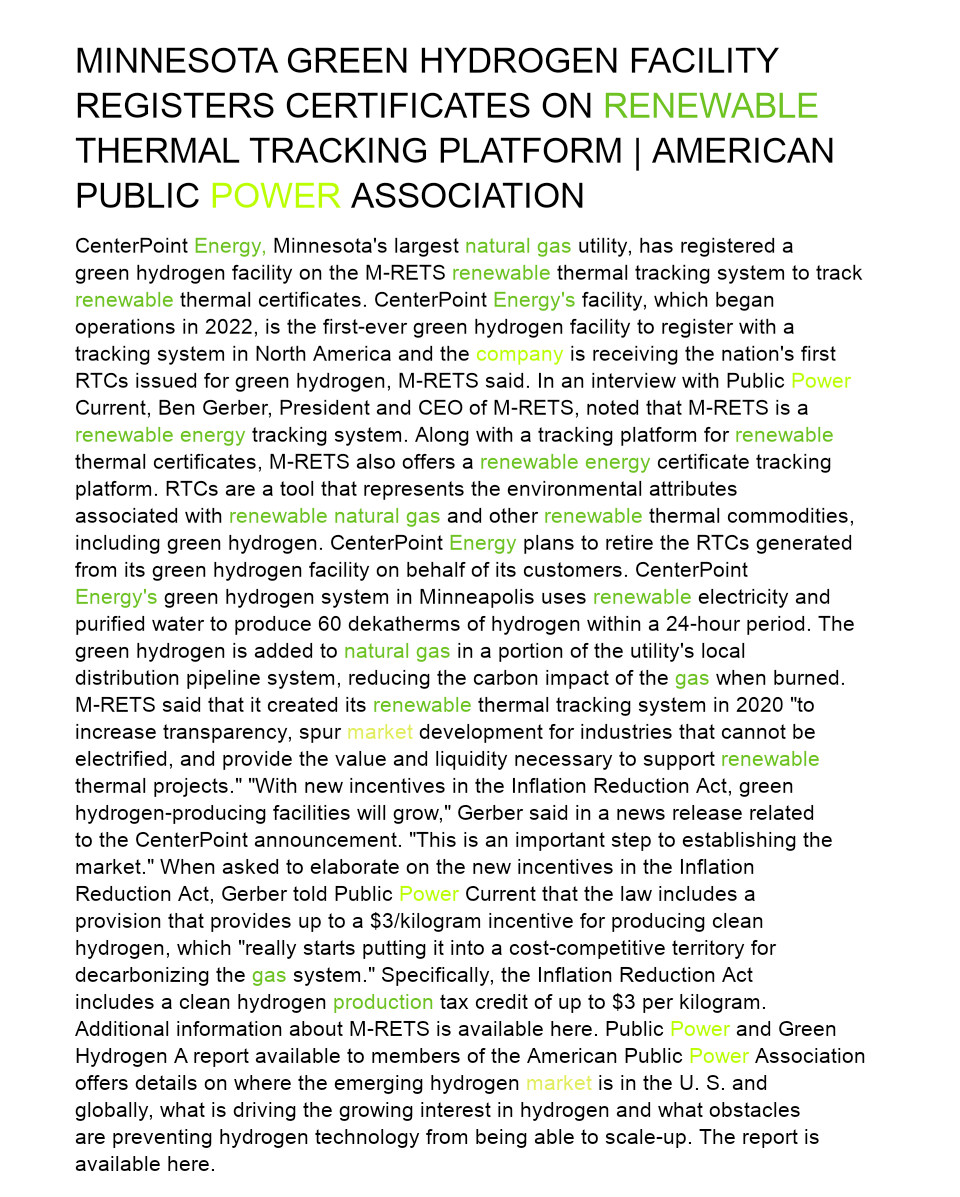 MINNESOTA GREEN HYDROGEN FACILITY
REGISTERS CERTIFICATES ON RENEWABLE
THERMAL TRACKING PLATFORM | AMERICAN
PUBLIC POWER ASSOCIATION
CenterPoint Energy, Minnesota's largest natural gas utility, has registered a
green hydrogen facility on the M-RETS renewable thermal tracking system to track
renewable thermal certificates. CenterPoint Energy's facility, which began
operations in 2022, is the first-ever green hydrogen facility to register with a
tracking system in North America and the company is receiving the nation's first
RTCs issued for green hydrogen, M-RETS said. In an interview with Public Power
Current, Ben Gerber, President and CEO of M-RETS, noted that M-RETS is a
renewable energy tracking system. Along with a tracking platform for renewable
thermal certificates, M-RETS also offers a renewable energy certificate tracking
platform. RTCs are a tool that represents the environmental attributes
associated with renewable natural gas and other renewable thermal commodities,
including green hydrogen. CenterPoint Energy plans to retire the RTCs generated
from its green hydrogen facility on behalf of its customers. CenterPoint
Energy's green hydrogen system in Minneapolis uses renewable electricity and
purified water to produce 60 dekatherms of hydrogen within a 24-hour period. The
green hydrogen is added to natural gas in a portion of the utility's local
distribution pipeline system, reducing the carbon impact of the gas when burned.
M-RETS said that it created its renewable thermal tracking system in 2020 "to
increase transparency, spur market development for industries that cannot be
electrified, and provide the value and liquidity necessary to support renewable
thermal projects." "With new incentives in the Inflation Reduction Act, green
hydrogen-producing facilities will grow," Gerber said in a news release related
to the CenterPoint announcement. "This is an important step to establishing the
market." When asked to elaborate on the new incentives in the Inflation
Reduction Act, Gerber told Public Power Current that the law includes a
provision that provides up to a $3/kilogram incentive for producing clean
hydrogen, which "really starts putting it into a cost-competitive territory for
decarbonizing the gas system." Specifically, the Inflation Reduction Act
includes a clean hydrogen production tax credit of up to $3 per kilogram.
Additional information about M-RETS is available here. Public Power and Green
Hydrogen A report available to members of the American Public Power Association
offers details on where the emerging hydrogen market is in the U. S. and
globally, what is driving the growing interest in hydrogen and what obstacles
are preventing hydrogen technology from being able to scale-up. The report is
available here.